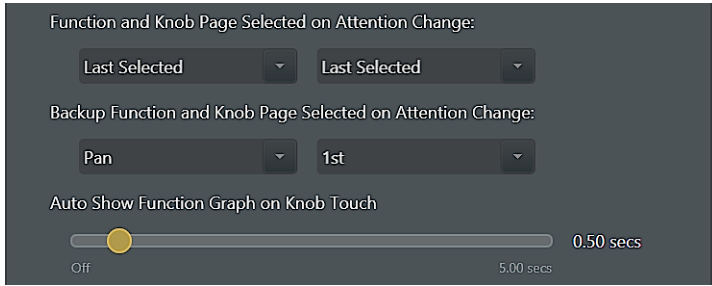 Function and Knob Page Selected on Attention Change:
Last Selected Last Selected
Backup Function and Knob Page Selected on Attention Change:
Pan 1st
Auto Show Function Graph on Knob Touch
0.50 secs
Off 5.00 secs